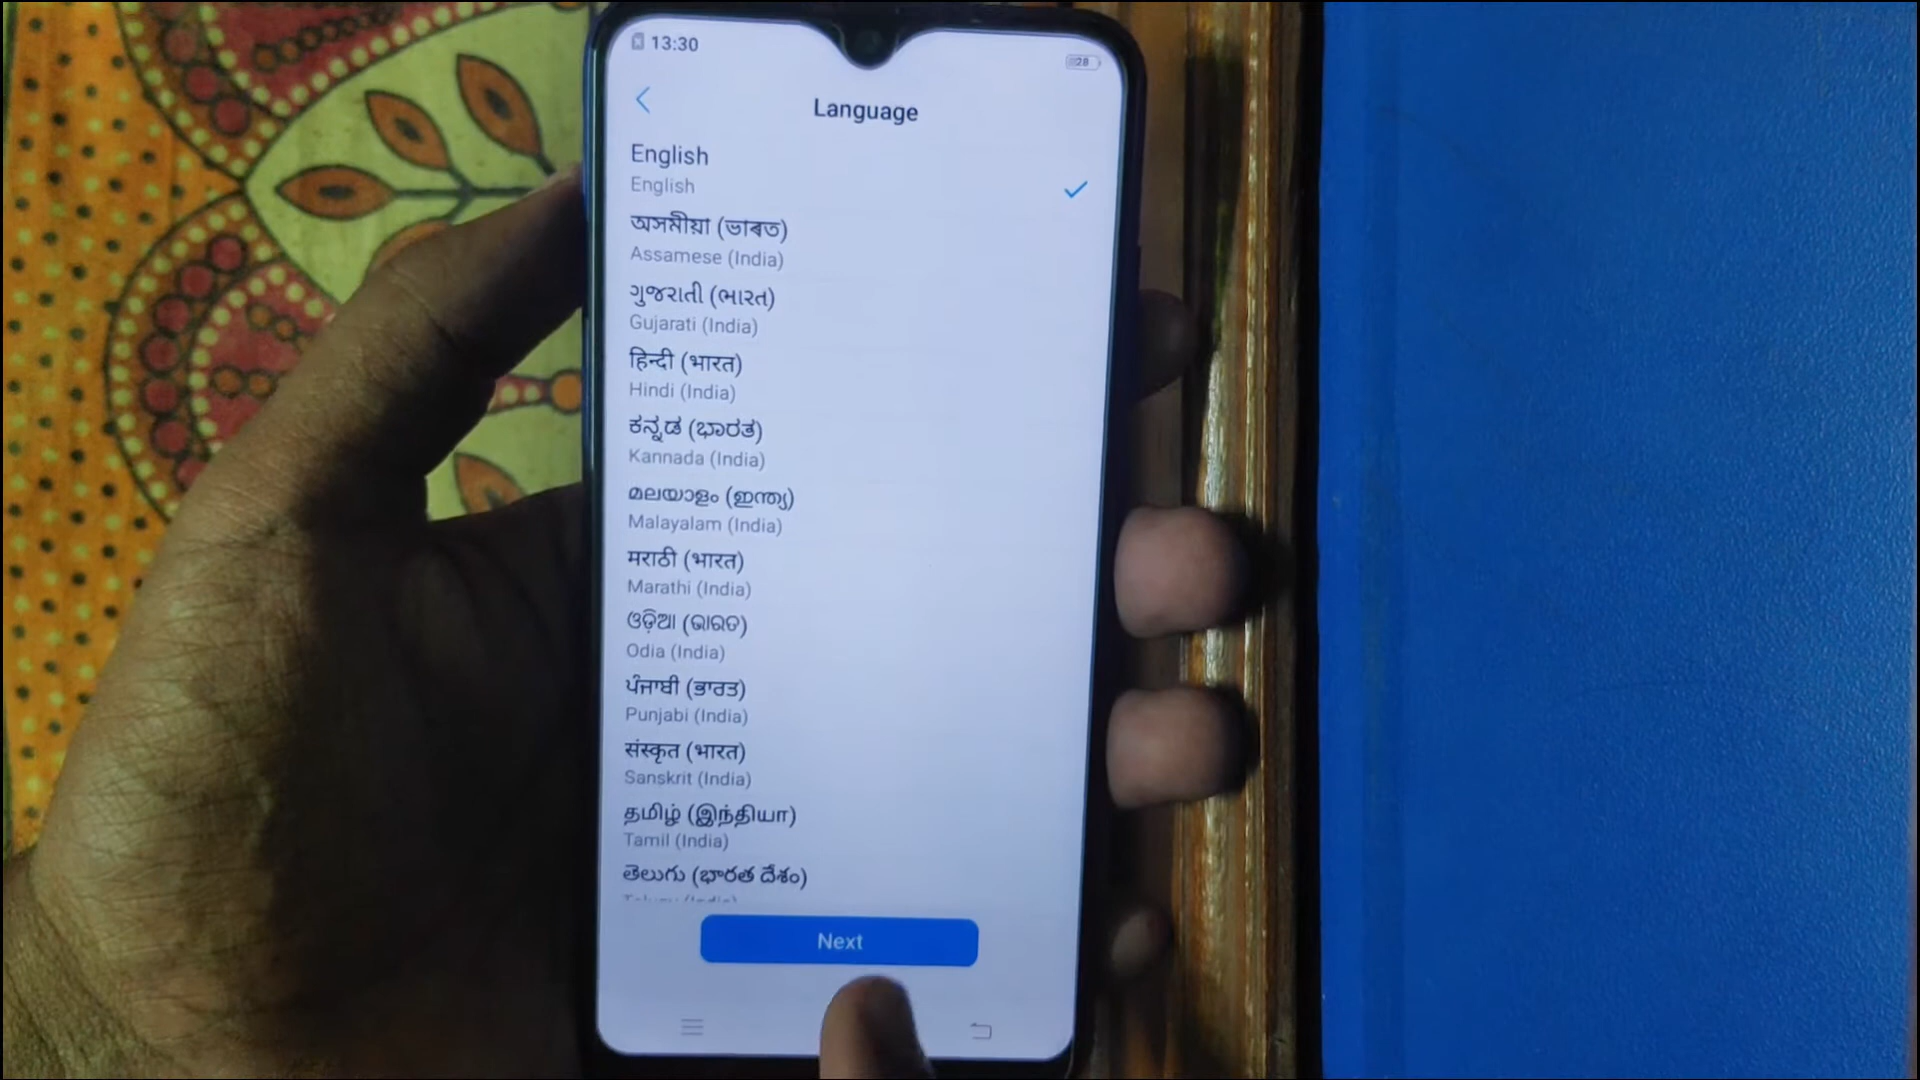 13:30
28
Language
English
English
অসমীয়া (ভাৰত)
Assamese (India)
ગુજરાતી (ભારત)
Gujarati (India)
हिन्दी (भारत)
Hindi (India)
ಕನ್ನಡ (ಭಾರತ)
Kannada (India)
മലയാളം (ഇന്ത്യ)
Malayalam (India)
मराठी (भारत)
Marathi (India)
ଓଡ଼ିଆ (ଭାରତ)
Odia (India)
ਪੰਜਾਬੀ (ਭਾਰਤ)
Punjabi (India)
संस्कृत (भारत)
Sanskrit (India)
தமிழ் (இந்தியா)
Tamil (India)
తెలుగు (భారత దేశం)
Next